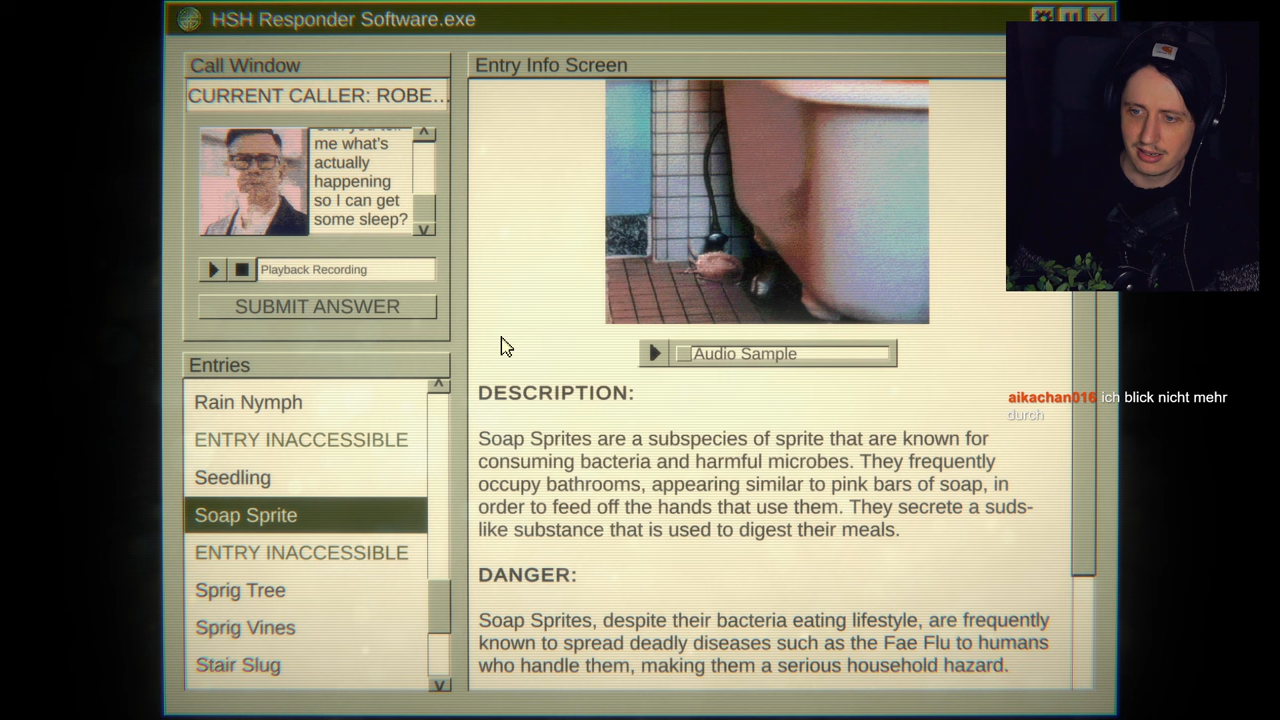 HSH Responder Software.exe
Call Window
CURRENT CALLER: ROBE...
me what's
actually
happening
so I can get
some sleep?
Playback Recording
SUBMIT ANSWER
Entries
Rain Nymph
ENTRY INACCESSIBLE
Seedling
Soap Sprite
ENTRY INACCESSIBLE
Sprig Tree
Sprig Vines
Stair Slug
Entry Info Screen
Audio Sample
DESCRIPTION:
Soap Sprites are a subspecies of sprite that are known for
consuming bacteria and harmful microbes. They frequently
occupy bathrooms, appearing similar to pink bars of soap, in
order to feed off the hands that use them. They secrete a suds-
like substance that is used to digest their meals.
DANGER:
Soap Sprites, despite their bacteria eating lifestyle, are frequently
known to spread deadly diseases such as the Fae Flu to humans
who handle them, making them a serious household hazard.
aikachan016 ich blick nicht mehr
durch